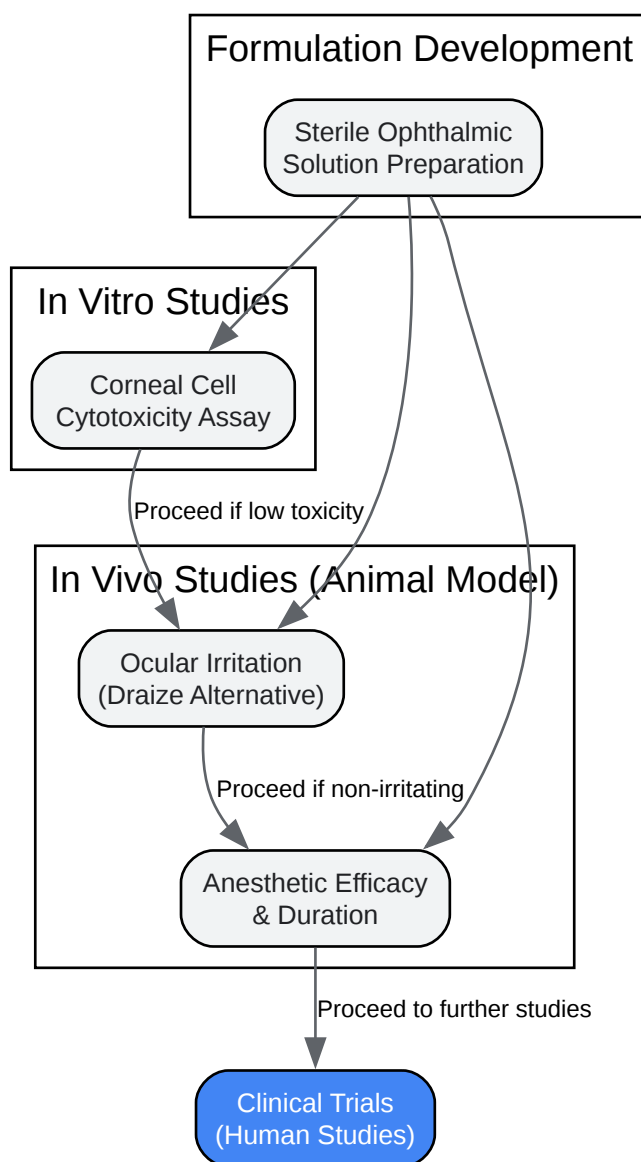 Formulation Development
Sterile Ophthalmic
Solution Preparation
In Vitro Studies
Corneal Cell
Cytotoxicity Assay
Proceed if low toxicity
In Vivo Studies (Animal Model)
Ocular Irritation
(Draize Alternative)
Proceed if non-irritating
Anesthetic Efficacy
& Duration
Proceed to further studies
Clinical Trials
(Human Studies)